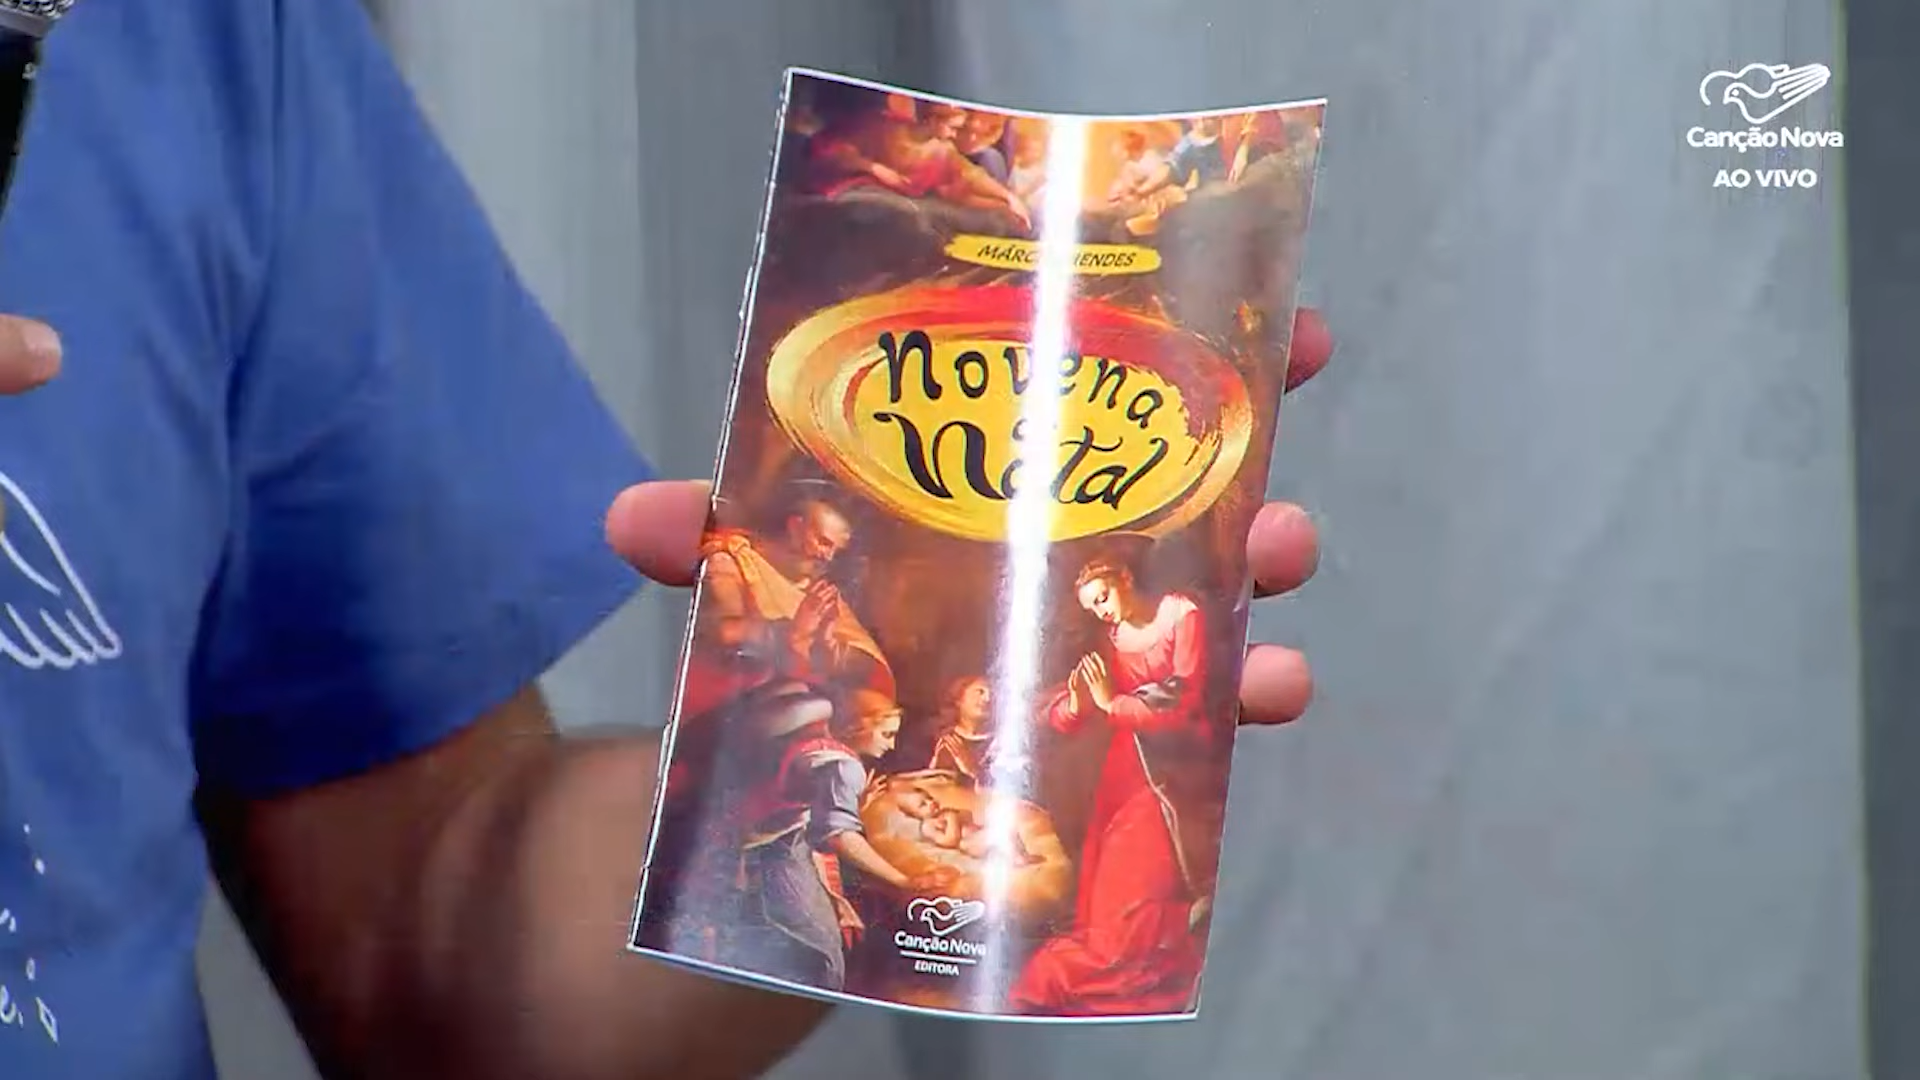 Canção Nova
AO VIVO
MENDES
Novena
Natal
Canção Nova
EDITORA